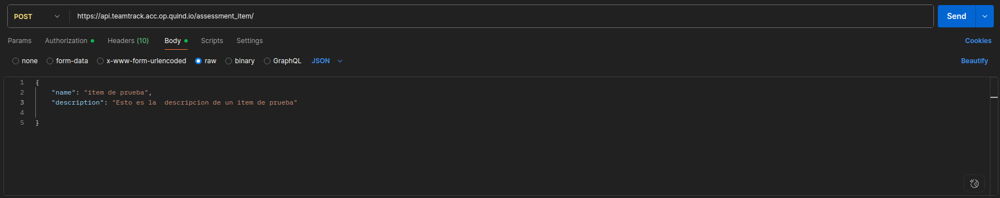 POST https://api.teamtrack.acc.op.quind.io/assessment_item/ Send
Params Authorization Headers (10) Body Scripts Settings Cookies
none form-data x-www-form-urlencoded raw binary GraphQL JSON Beautify
1 {
2 "name": "item de prueba",
3 "description": "Esto es la  descripcion de un item de prueba"
4
5 }